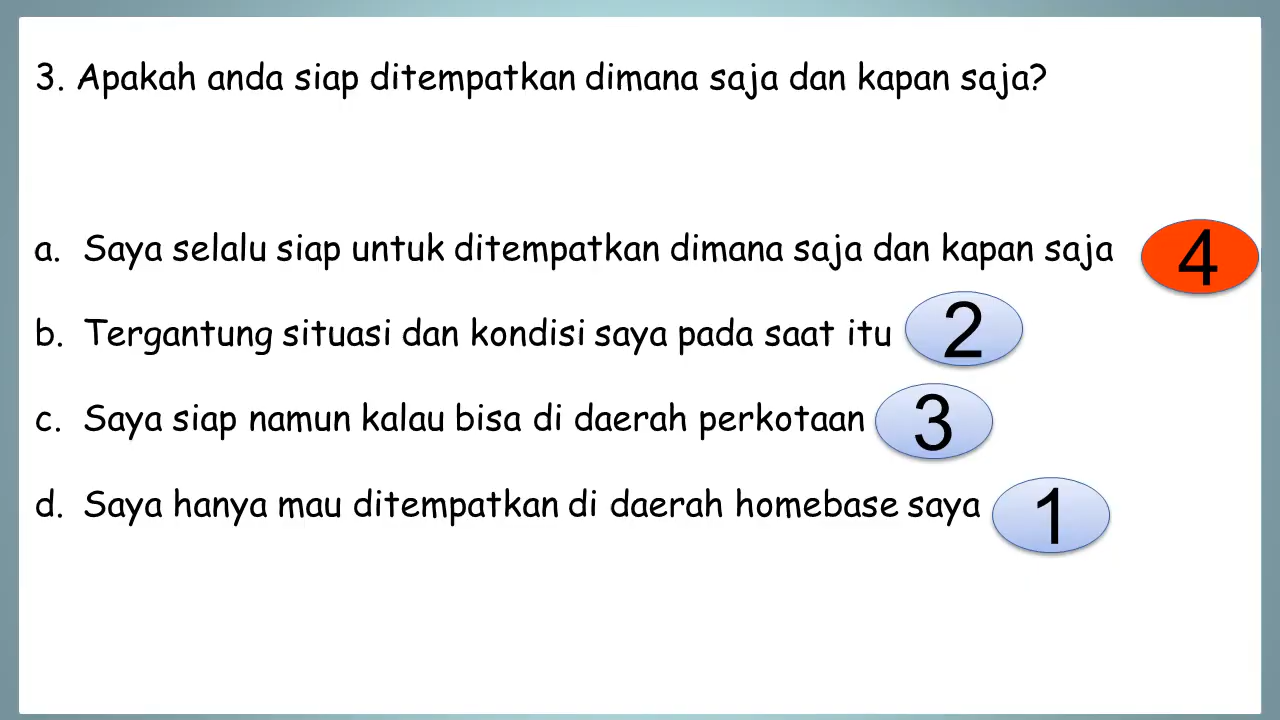 3. Apakah anda siap ditempatkan dimana saja dan kapan saja?
a. Saya selalu siap untuk ditempatkan dimana saja dan kapan saja 4
b. Tergantung situasi dan kondisi saya pada saat itu 2
c. Saya siap namun kalau bisa di daerah perkotaan 3
d. Saya hanya mau ditempatkan di daerah homebase saya 1